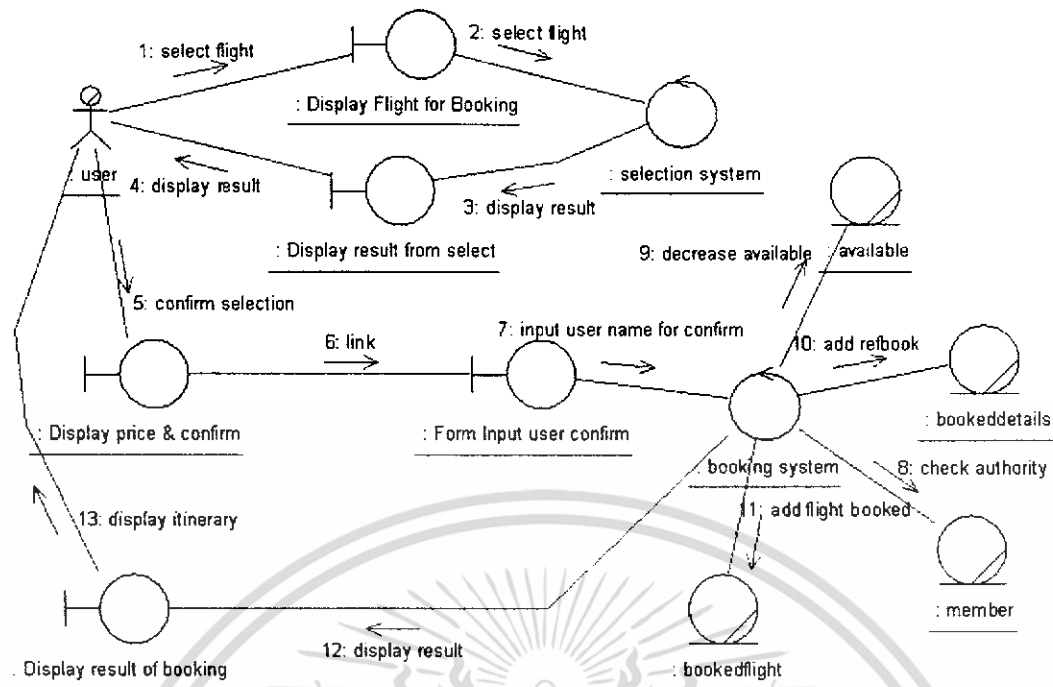 1: select flight
2: select flight
: Display Flight for Booking
: user
4: display result
: selection system
3: display result
: Display result from select
9: decrease available
: available
5: confirm selection
6: link
7: input user name for confirm
10: add refbook
: Display price & confirm
: Form Input user confirm
: bookeddetails
: booking system
8: check authority
13: display itinerary
11: add flight booked
: member
12: display result
: Display result of booking
: bookedflight